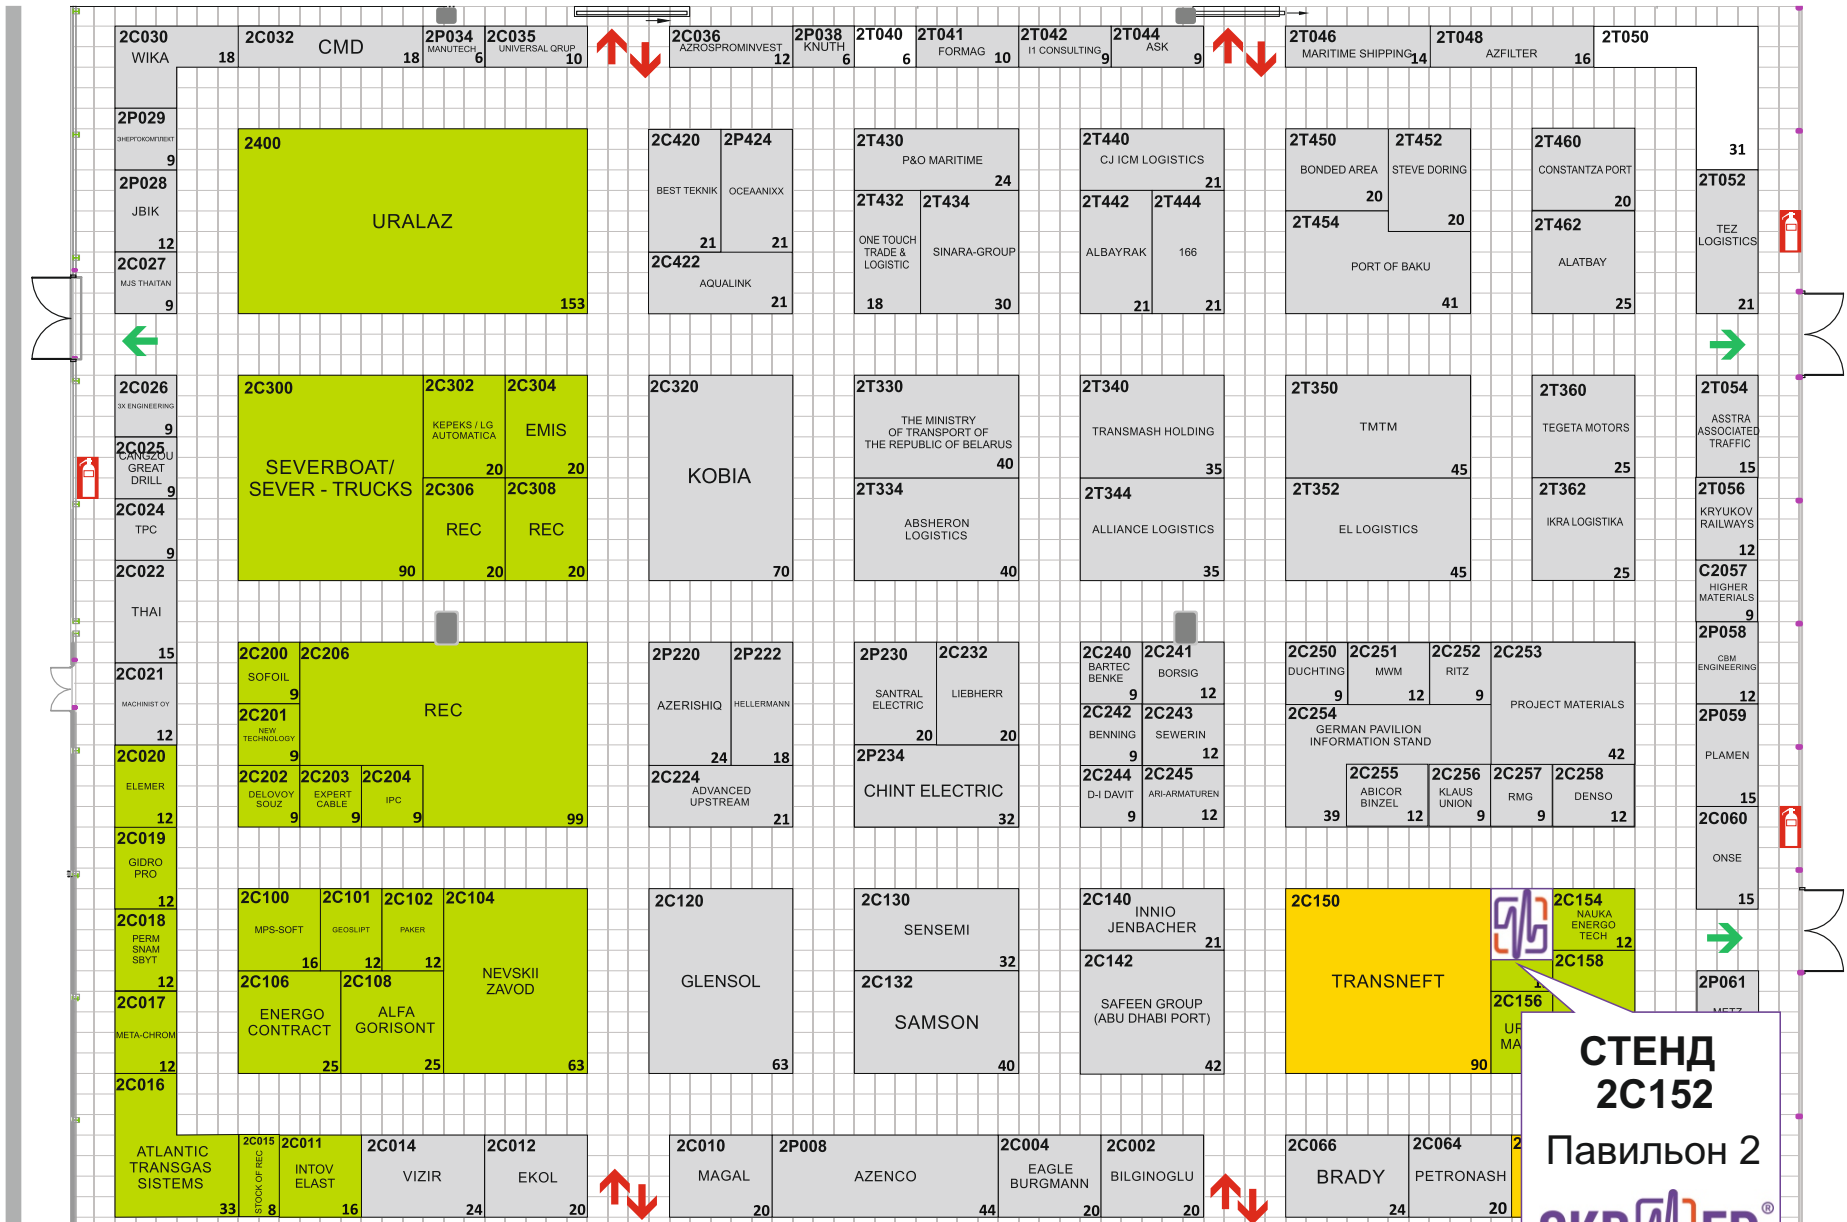 2C030
WIKA
18
2C032
CMD
18
2P034
MANUTECH
6
2C035
UNIVERSAL QRUP
10
2C036
AZROSPROMINVEST
12
2P038
KNUTH
6
2T040
6
2T041
FORMAG
10
2T042
I1 CONSULTING
9
2T044
ASK
9
2T046
MARITIME SHIPPING
14
2T048
AZFILTER
16
2T050
31
2P029
ЭНЕРГОКОМПЛЕКТ
9
2P028
JBIK
12
2C027
MJS THAITAN
9
2400
URALAZ
153
2C420
BEST TEKNIK
21
2P424
OCEANIXX
21
2C422
AQUALINK
21
2T430
P&O MARITIME
24
2T432
ONE TOUCH
TRADE &
LOGISTIC
18
2T434
SINARA-GROUP
30
2T440
CJ ICM LOGISTICS
21
2T442
ALBAYRAK
21
2T444
166
21
2T450
BONDED AREA
20
2T452
STEVE DORING
20
2T454
PORT OF BAKU
41
2T460
CONSTANTZA PORT
20
2T462
ALATBAY
25
2T052
TEZ
LOGISTICS
21
2C026
3X ENGINEERING
9
2C025
CANGZOU
GREAT
DRILL
9
2C024
TPC
9
2C022
THAI
15
2C021
MACHINIST OY
12
2C300
SEVERBOAT/
SEVER - TRUCKS
90
2C302
KEPEKS / LG
AUTOMATICA
20
2C304
EMIS
20
2C306
REC
20
2C308
REC
20
2C320
KOBIA
70
2T330
THE MINISTRY
OF TRANSPORT OF
THE REPUBLIC OF BELARUS
40
2T334
ABSHERON
LOGISTICS
40
2T340
TRANSMASH HOLDING
35
2T344
ALLIANCE LOGISTICS
35
2T350
TMTM
45
2T352
EL LOGISTICS
45
2T360
TEGETA MOTORS
25
2T362
IKRA LOGISTIKA
25
2T054
ASSTRA
ASSOCIATED
TRAFFIC
15
2T056
KRYUKOV
RAILWAYS
12
C2057
HIGHER
MATERIALS
9
2P058
CBM
ENGINEERING
12
2P059
PLAMEN
15
2C060
ONSE
15
2C020
ELEMER
12
2C019
GIDRO
PRO
12
2C018
PERM
SNAM
SBYT
12
2C017
META-CHROM
12
2C016
ATLANTIC
TRANSGAS
SISTEMS
33
2C200
SOFOIL
9
2C201
NEW
TECHNOLOGY
9
2C202
DELOVOY
SOUZ
9
2C203
EXPERT
CABLE
9
2C204
IPC
9
2C206
REC
99
2P220
AZERISHIQ
24
2P222
HELLERMANN
18
2C224
ADVANCED
UPSTREAM
21
2P230
SANTRAL
ELECTRIC
20
2C232
LIEBHERR
20
2P234
CHINT ELECTRIC
32
2C240
BARTEC
BENKE
9
2C241
BORSIG
12
2C242
BENNING
9
2C243
SEWERIN
12
2C244
D-I DAVIT
9
2C245
ARI-ARMATUREN
12
2C250
DUCHTING
9
2C251
MWM
12
2C252
RITZ
9
2C253
PROJECT MATERIALS
42
2C254
GERMAN PAVILION
INFORMATION STAND
39
2C255
ABICOR
BINZEL
12
2C256
KLAUS
UNION
9
2C257
RMG
9
2C258
DENSO
12
2C100
MPS-SOFT
16
2C101
GEOSLIPT
12
2C102
PAKER
12
2C104
NEVSKII
ZAVOD
63
2C106
ENERGO
CONTRACT
25
2C108
ALFA
GORISONT
25
2C120
GLENSOL
63
2C130
SENSEMI
32
2C132
SAMSON
40
2C140
INNIO
JENBACHER
21
2C142
SAFEEN GROUP
(ABU DHABI PORT)
42
2C150
TRANSNEFT
90
2C154
NAUKA
ENERGO
TECH
12
2C158
2C156
2P061
СТЕНД
2C152
Павильон 2
2C015
STOCK OF REC
8
2C011
INTOV
ELAST
16
2C014
VIZIR
24
2C012
EKOL
20
2C010
MAGAL
20
2P008
AZENCO
44
2C004
EAGLE
BURGMANN
20
2C002
BILGINOGLU
20
2C066
BRADY
24
2C064
PETRONASH
20